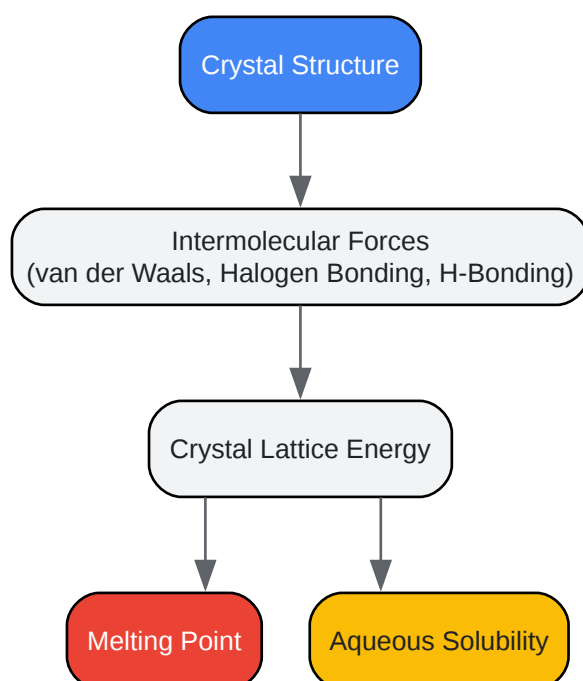 Crystal Structure
Intermolecular Forces
(van der Waals, Halogen Bonding, H-Bonding)
Crystal Lattice Energy
Melting Point
Aqueous Solubility